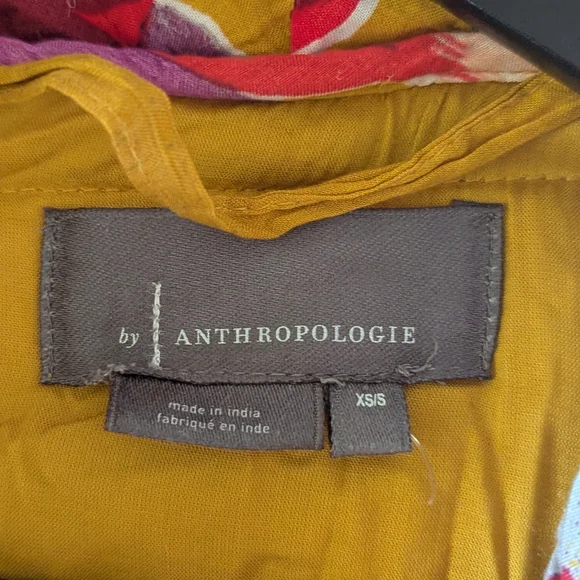 by ANTHROPOLOGIE
made in india
fabriqué en inde
XS/S